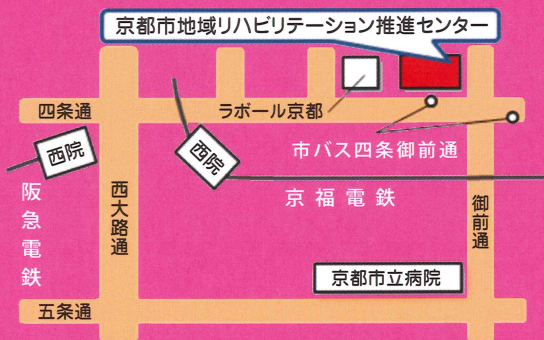 京都市地域リハビリテーション推進センター
四条通
ラボール京都
西院
西院
市バス四条御前通
阪急電鉄
西大路通
京福電鉄
御前通
京都市立病院
五条通